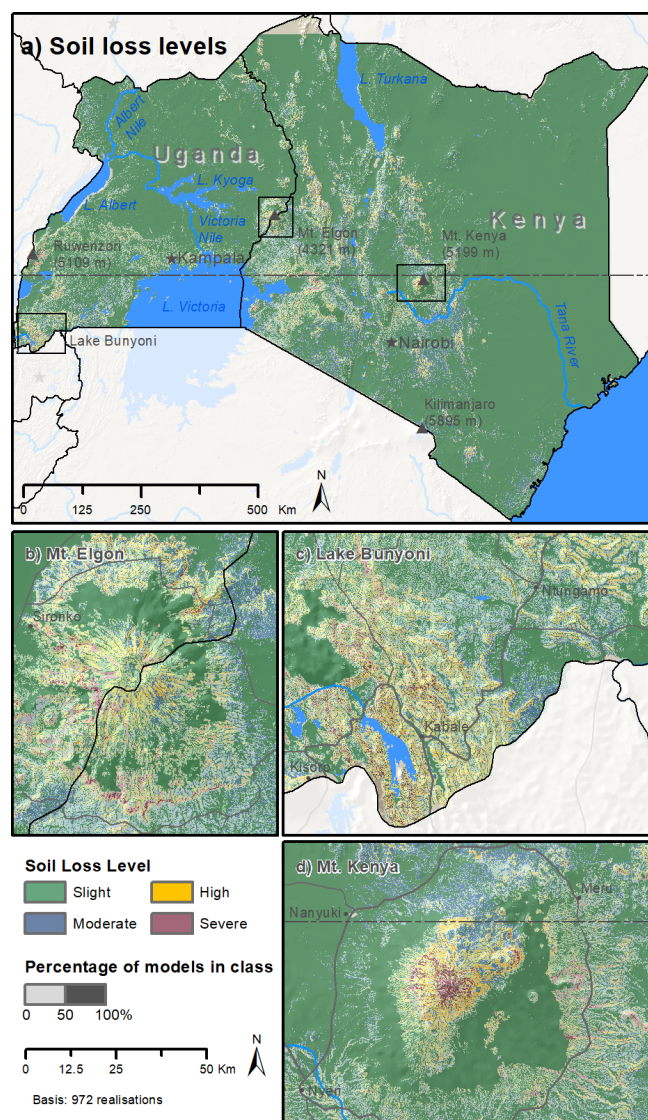 a) Soil loss levels
L. Turkana
Albert
Nile
Uganda
L. Kyoga
L. Albert
Victoria
Nile
Mt. Elgon
(4321 m)
Mt. Kenya
(5199 m)
Kenya
Ruwenzori
(5109 m)
Kampala
L. Victoria
Tana River
Lake Bunyoni
Nairobi
Kilimanjaro
(5895 m)
N
0 125 250 500
Km
b) Mt. Elgon
Sironko
c) Lake Bunyoni
Ntungamo
Kabale
Kisoro
Soil Loss Level
Slight High
Moderate Severe
Percentage of models in class
0 50 100%
N
0 12.5 25 50 Km
Basis: 972 realisations
d) Mt. Kenya
Meru
Nanyuki
Nyeri